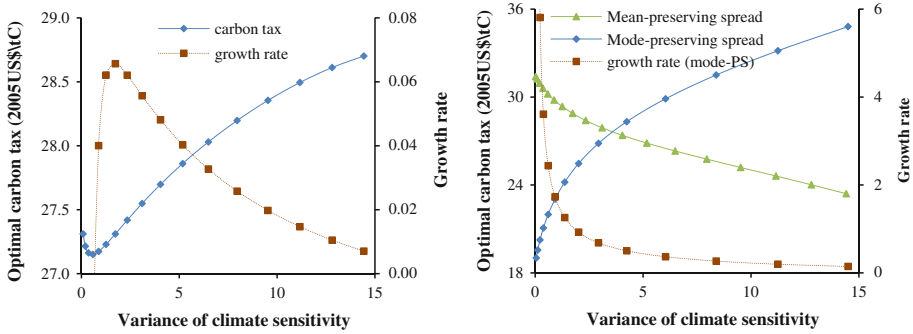 Optimal carbon tax (2005US$\tC)
29.0
28.5
28.0
27.5
27.0
carbon tax
growth rate
0.08
0.06
0.04
0.02
0.00
Growth rate
0
5
10
15
Variance of climate sensitivity
Optimal carbon tax (2005US$\tC)
36
30
24
18
Mean-preserving spread
Mode-preserving spread
growth rate (mode-PS)
6
4
2
0
Growth rate
0
5
10
15
Variance of climate sensitivity